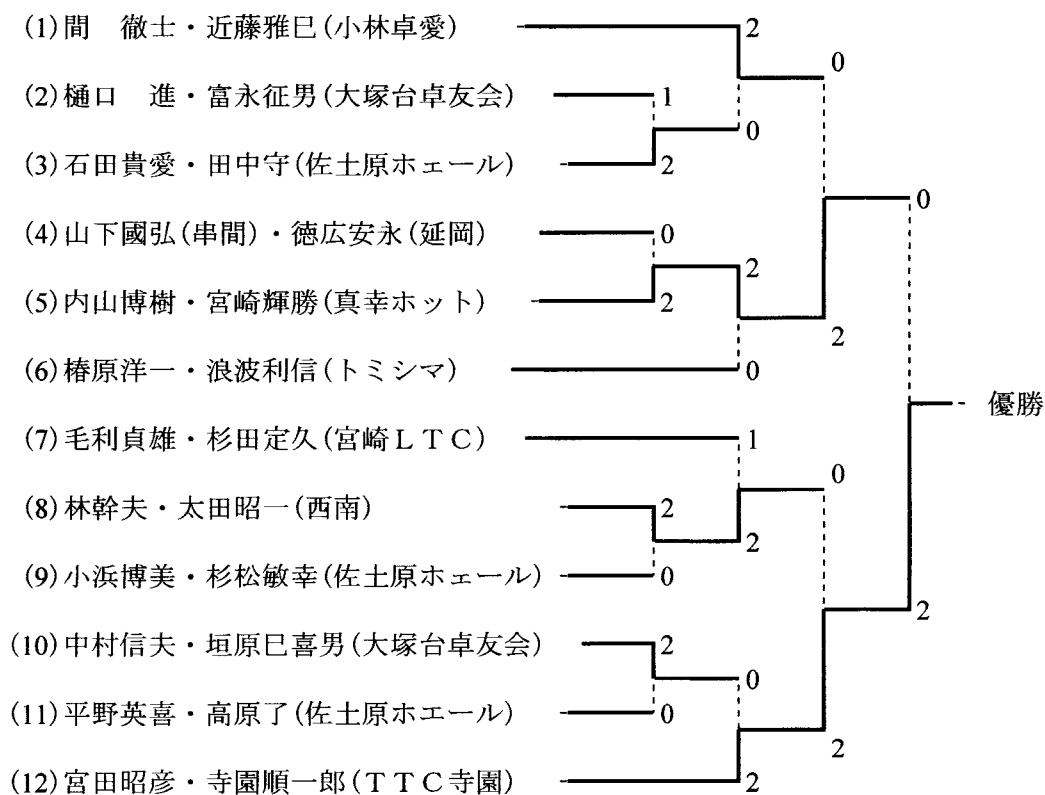 (1)間　徹士・近藤雅巳(小林卓愛) 2
0
(2)樋口　進・富永征男(大塚台卓友会) 1
0
(3)石田貴愛・田中守(佐土原ホェール) 2
0
(4)山下國弘(串間)・徳広安永(延岡) 0
2
(5)内山博樹・宮崎輝勝(真幸ホット) 2
2
(6)椿原洋一・浪波利信(トミシマ) 0
優勝
(7)毛利貞雄・杉田定久(宮崎ＬＴＣ) 1
0
(8)林幹夫・太田昭一(西南) 2
2
(9)小浜博美・杉松敏幸(佐土原ホェール) 0
2
(10)中村信夫・垣原巳喜男(大塚台卓友会) 2
0
(11)平野英喜・高原了(佐土原ホエール) 0
2
(12)宮田昭彦・寺園順一郎(ＴＴＣ寺園) 2